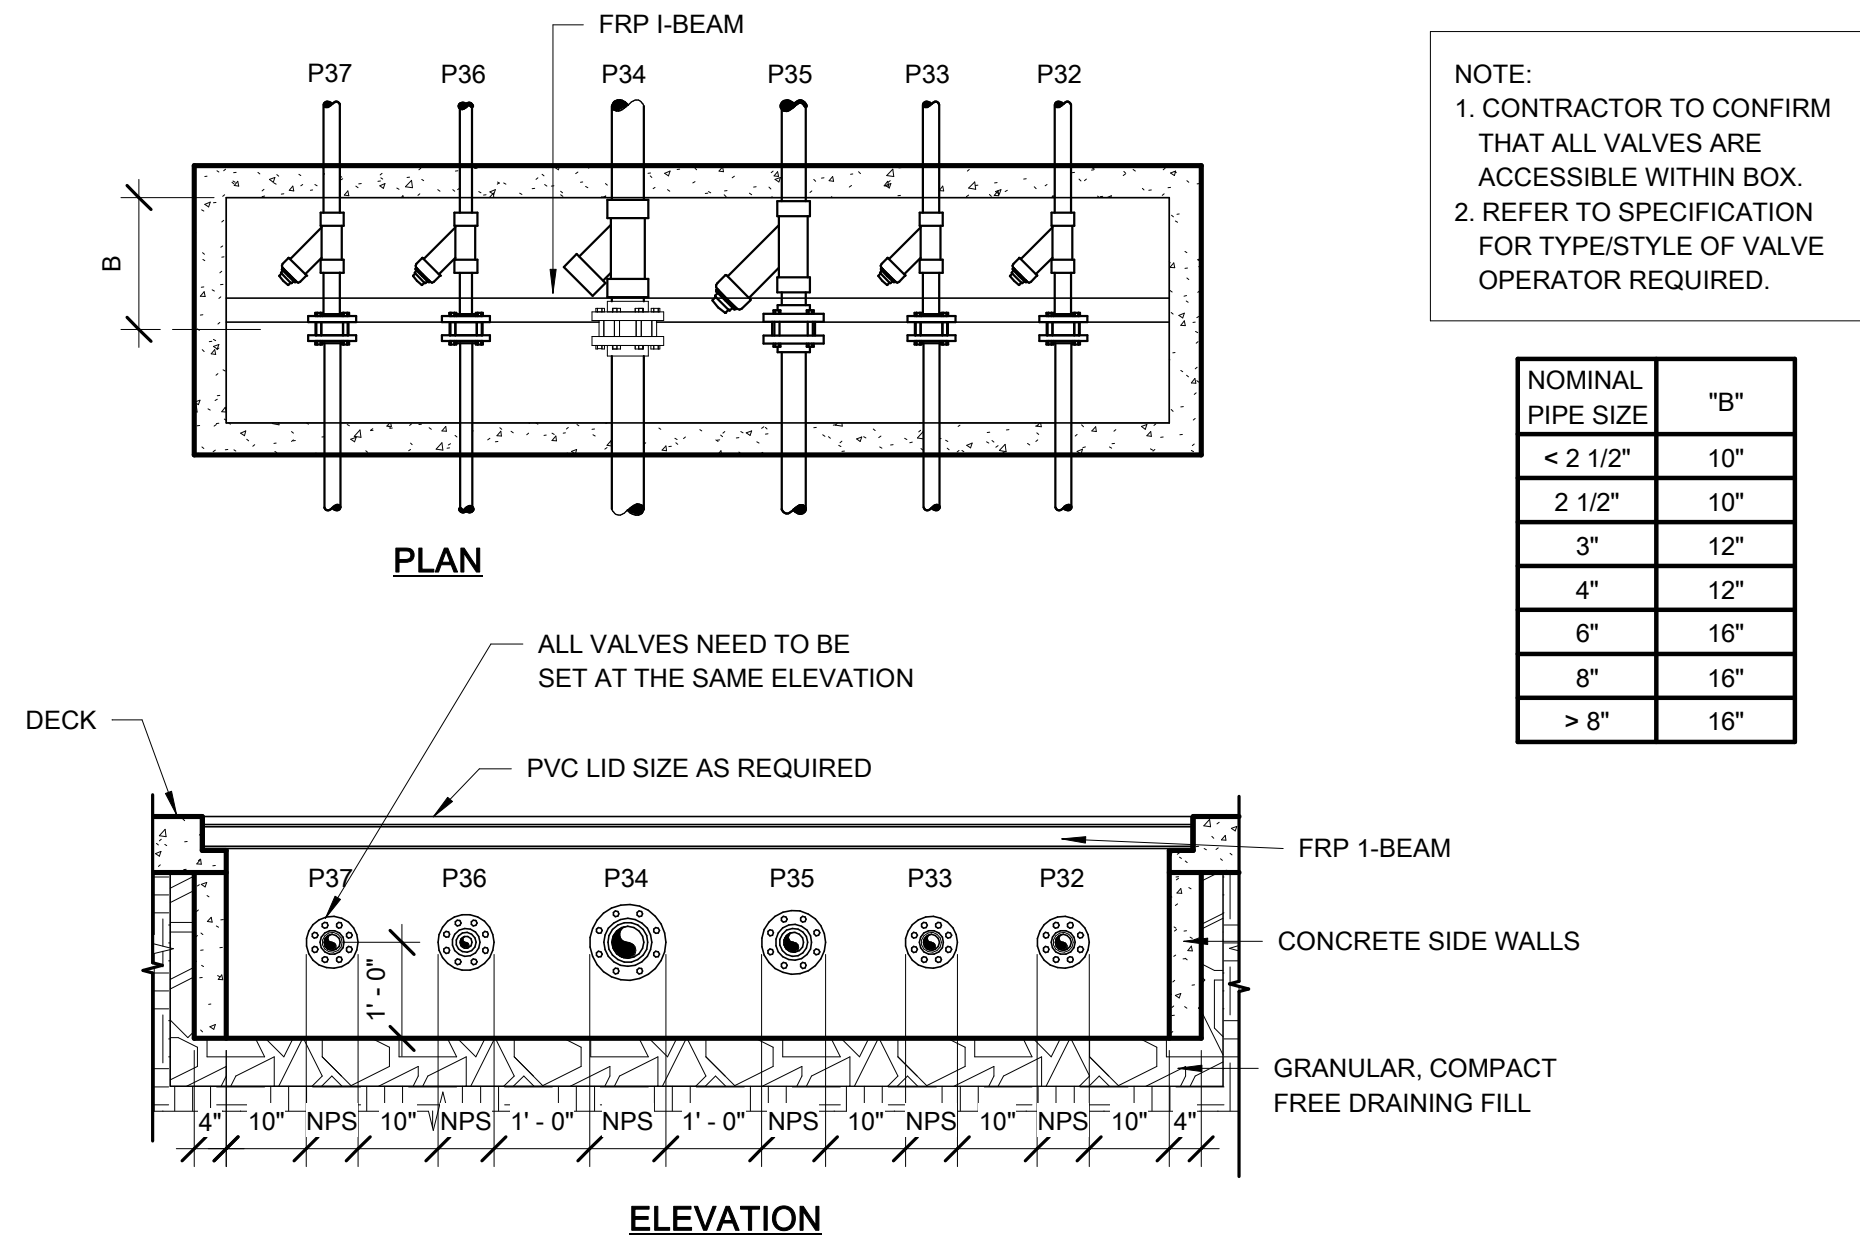 FRP I-BEAM
P37 P36 P34 P35 P33 P32
B
PLAN
NOTE:
1. CONTRACTOR TO CONFIRM
THAT ALL VALVES ARE
ACCESSIBLE WITHIN BOX.
2. REFER TO SPECIFICATION
FOR TYPE/STYLE OF VALVE
OPERATOR REQUIRED.
NOMINAL
PIPE SIZE "B"
< 2 1/2" 10"
2 1/2" 10"
3" 12"
4" 12"
6" 16"
8" 16"
> 8" 16"
ALL VALVES NEED TO BE
SET AT THE SAME ELEVATION
DECK
PVC LID SIZE AS REQUIRED
FRP 1-BEAM
P37 P36 P34 P35 P33 P32
CONCRETE SIDE WALLS
1' - 0"
GRANULAR, COMPACT
FREE DRAINING FILL
4" 10" NPS 10" NPS 1' - 0" NPS 1' - 0" NPS 10" NPS 10" NPS 10" 4"
ELEVATION